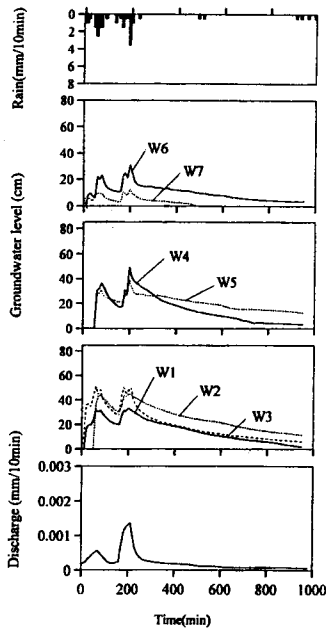 Rain(mm/10min)
0
2
4
6
8
Groundwater level (cm)
80
60
40
20
0
W6
W7
80
60
40
20
0
W4
W5
80
60
40
20
0
W1
W2
W3
Discharge (mm/10min)
0.003
0.002
0.001
0
0 200 400 600 800 1000
Time(min)